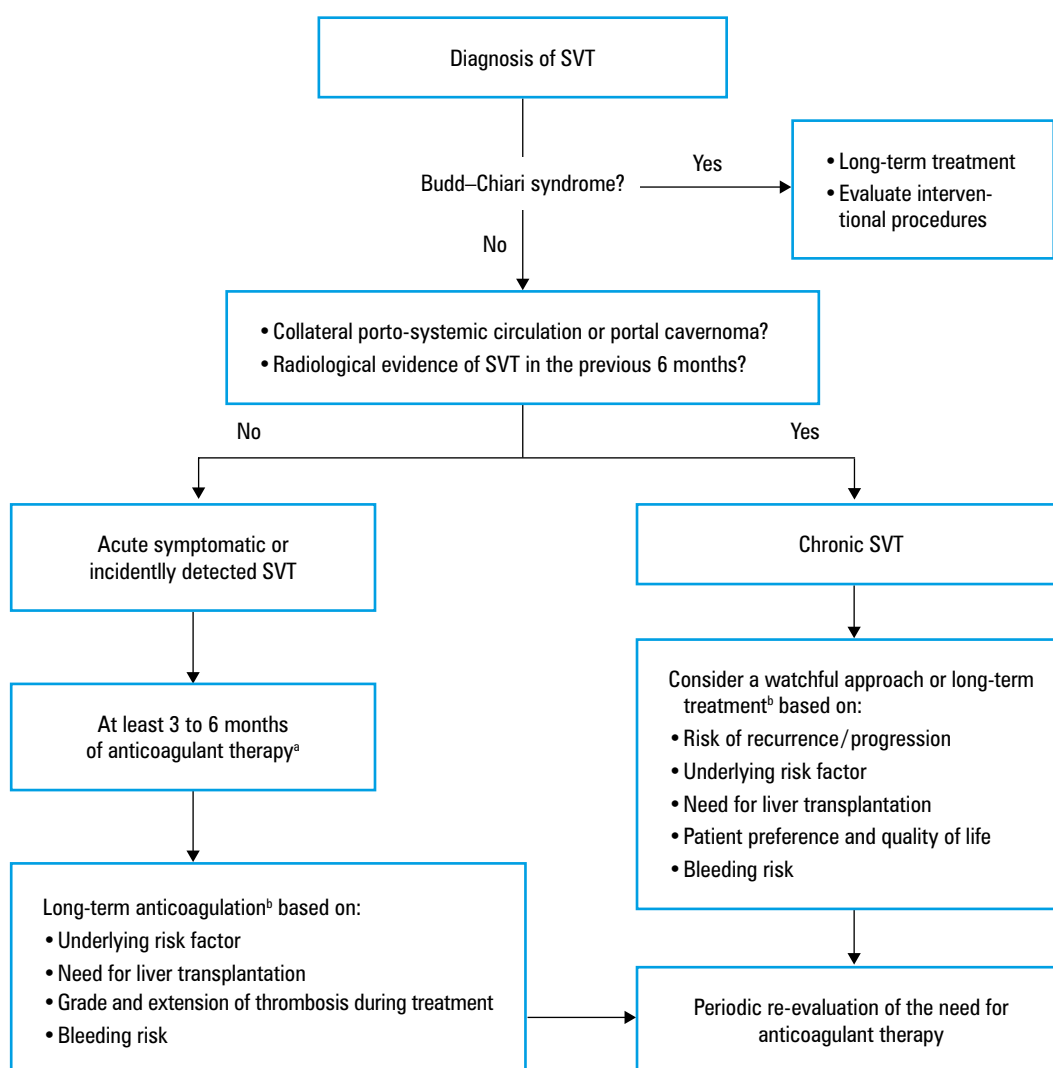 Diagnosis of SVT
Budd–Chiari syndrome?
Yes
• Long-term treatment
• Evaluate interven-
tional procedures
No
• Collateral porto-systemic circulation or portal cavernoma?
• Radiological evidence of SVT in the previous 6 months?
No
Yes
Acute symptomatic or
incidentlly detected SVT
Chronic SVT
At least 3 to 6 months
of anticoagulant therapyᵃ
Consider a watchful approach or long-term
treatmentᵇ based on:
• Risk of recurrence/progression
• Underlying risk factor
• Need for liver transplantation
• Patient preference and quality of life
• Bleeding risk
Long-term anticoagulationᵇ based on:
• Underlying risk factor
• Need for liver transplantation
• Grade and extension of thrombosis during treatment
• Bleeding risk
Periodic re-evaluation of the need for
anticoagulant therapy